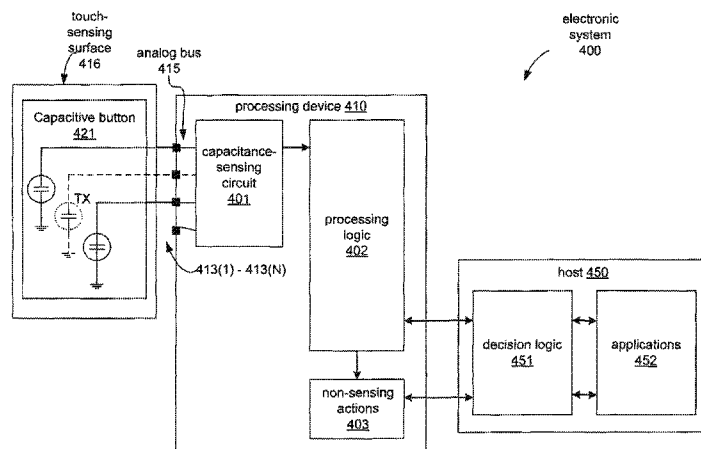 touch-
sensing
surface
416
analog bus
415
electronic
system
400
processing device 410
Capacitive button
421
TX
capacitance-
sensing
circuit
401
processing
logic
402
413(1) - 413(N)
host 450
decision logic
451
applications
452
non-sensing
actions
403